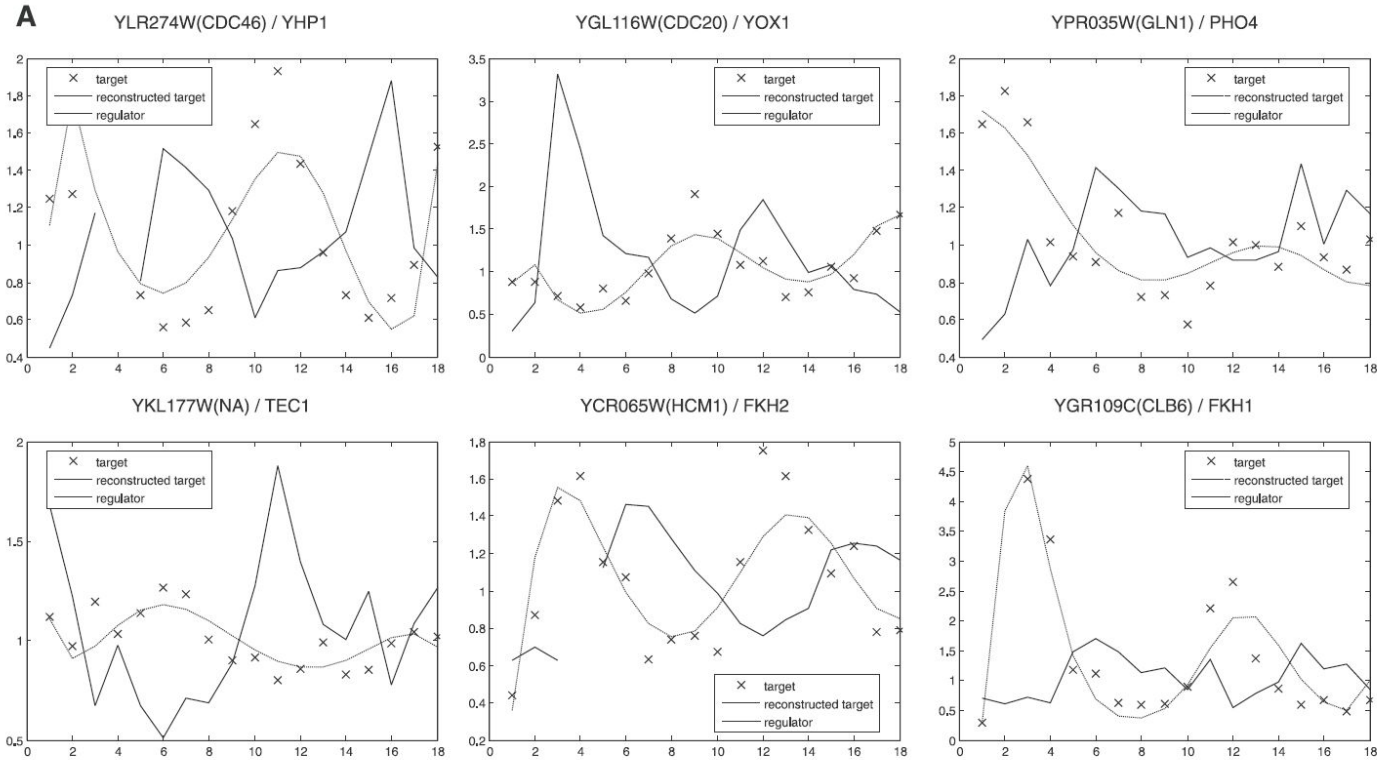 A
YLR274W(CDC46) / YHP1
2
1.8
1.6
1.4
1.2
1
0.8
0.6
0.4
target
reconstructed target
regulator
0 2 4 6 8 10 12 14 16 18
YGL116W(CDC20) / YOX1
3.5
3
2.5
2
1.5
1
0.5
0
target
reconstructed target
regulator
0 2 4 6 8 10 12 14 16 18
YPR035W(GLN1) / PHO4
2
1.8
1.6
1.4
1.2
1
0.8
0.6
0.4
target
reconstructed target
regulator
0 2 4 6 8 10 12 14 16 18
YKL177W(NA) / TEC1
2
1.5
1
0.5
target
reconstructed target
regulator
0 2 4 6 8 10 12 14 16 18
YCR065W(HCM1) / FKH2
1.8
1.6
1.4
1.2
1
0.8
0.6
0.4
0.2
target
reconstructed target
regulator
0 2 4 6 8 10 12 14 16 18
YGR109C(CLB6) / FKH1
5
4.5
4
3.5
3
2.5
2
1.5
1
0.5
0
target
reconstructed target
regulator
0 2 4 6 8 10 12 14 16 18